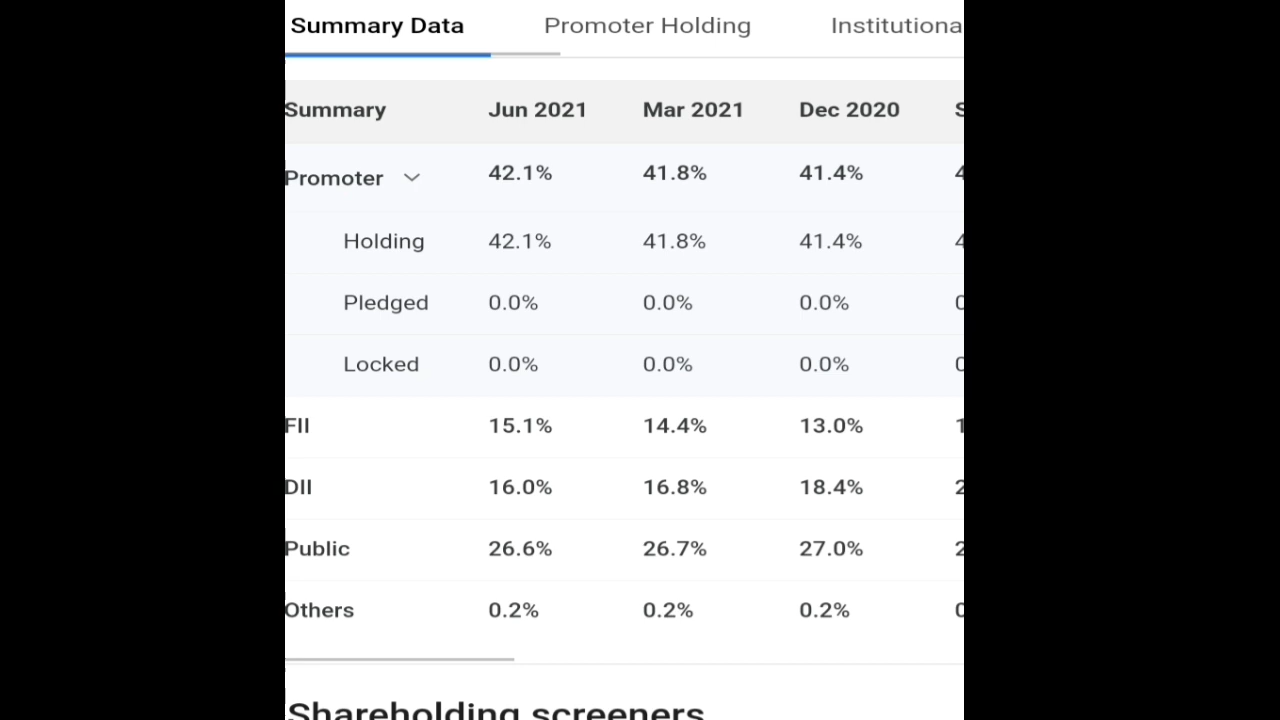 Summary Data Promoter Holding
Summary Jun 2021 Mar 2021 Dec 2020
Promoter 42.1% 41.8% 41.4%
Holding 42.1% 41.8% 41.4%
Pledged 0.0% 0.0% 0.0%
Locked 0.0% 0.0% 0.0%
FII 15.1% 14.4% 13.0%
DII 16.0% 16.8% 18.4%
Public 26.6% 26.7% 27.0%
Others 0.2% 0.2% 0.2%
Shareholding screeners